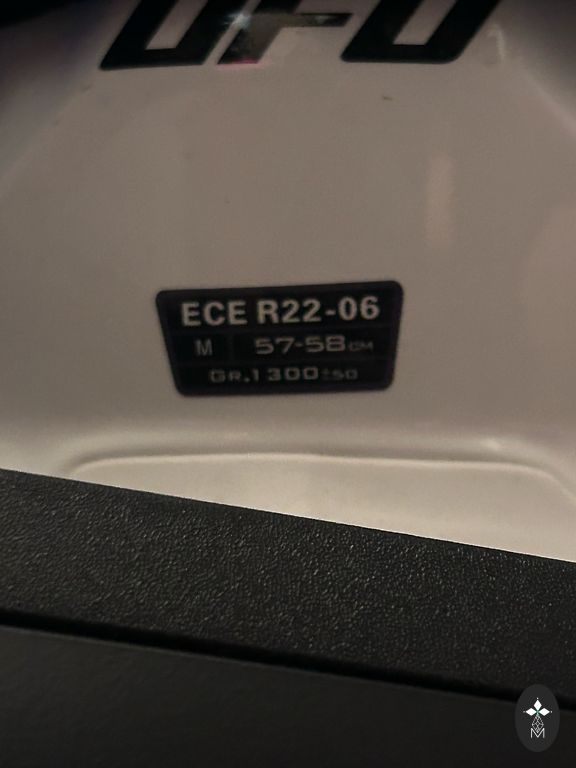 UFO
ECE R22-06
M 57-58CM
GR.1300±50
M